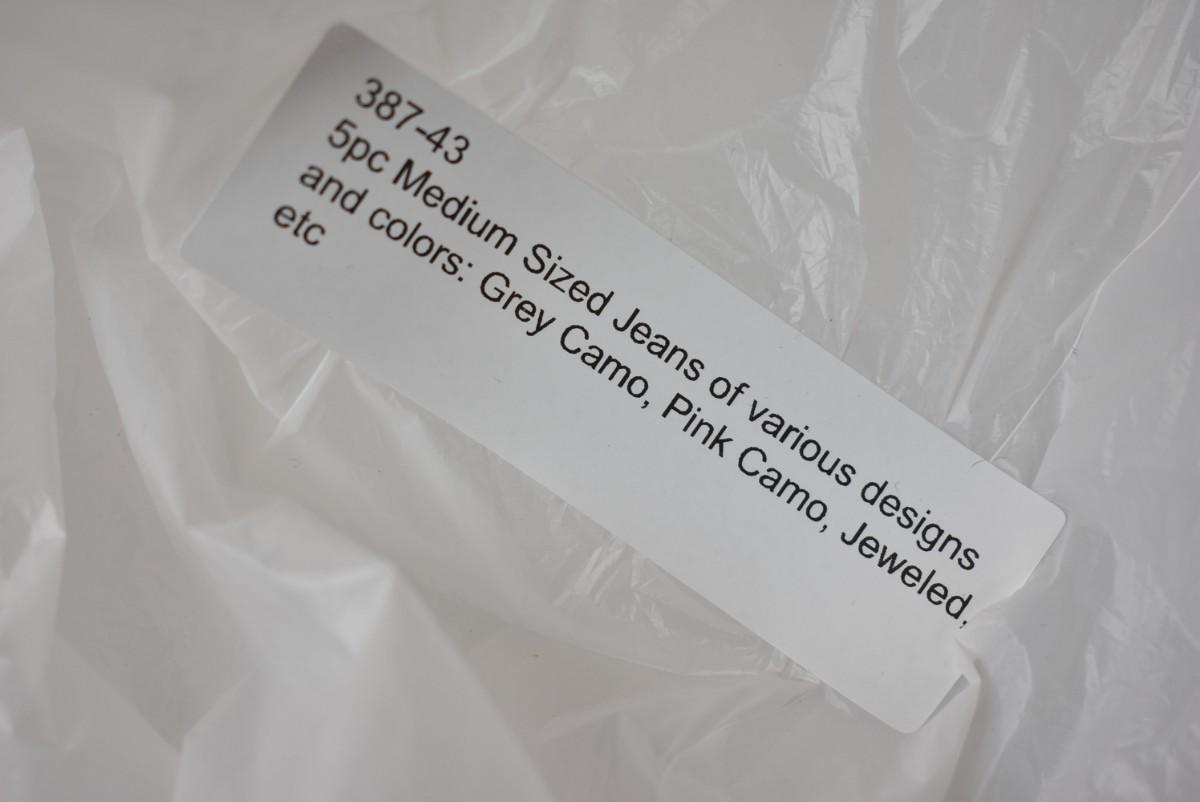 387-43
5pc Medium Sized Jeans of various designs
and colors: Grey Camo, Pink Camo, Jeweled,
etc